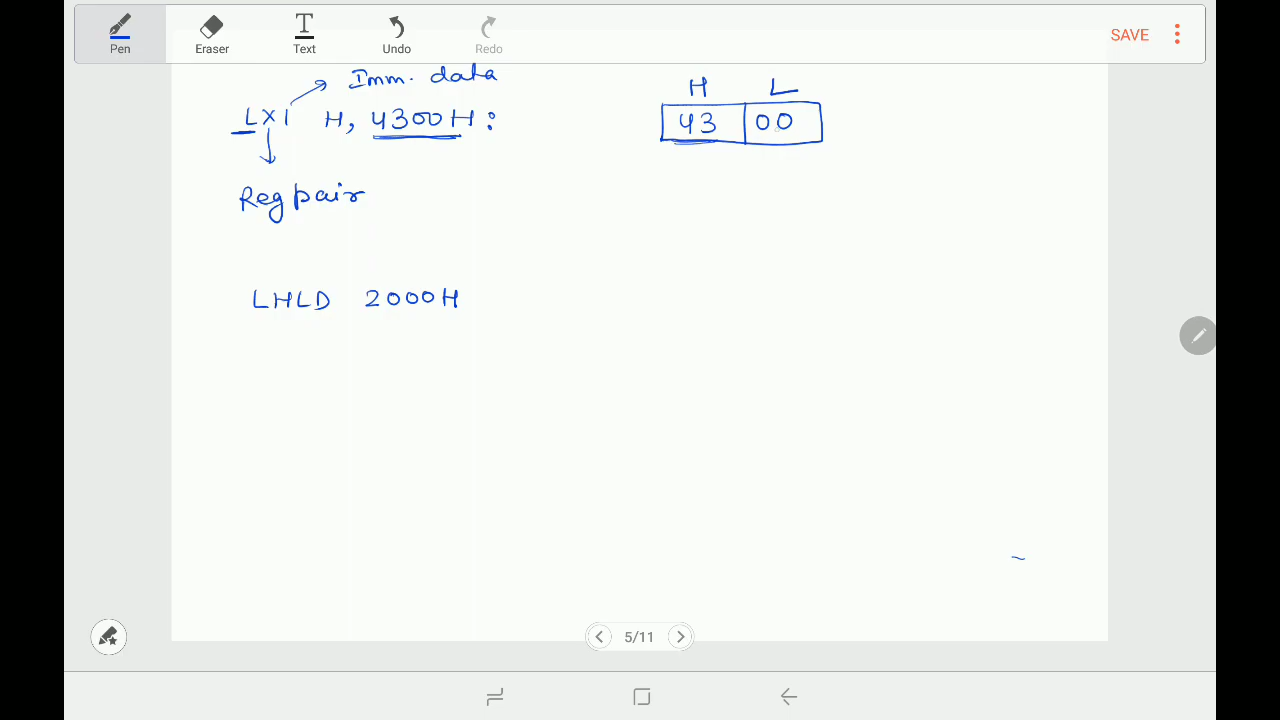 Pen Eraser Text Undo Redo SAVE
Imm. data
H L
LXI H, 4300H :
43 00
Reg pair
LHLD 2000H
5/11